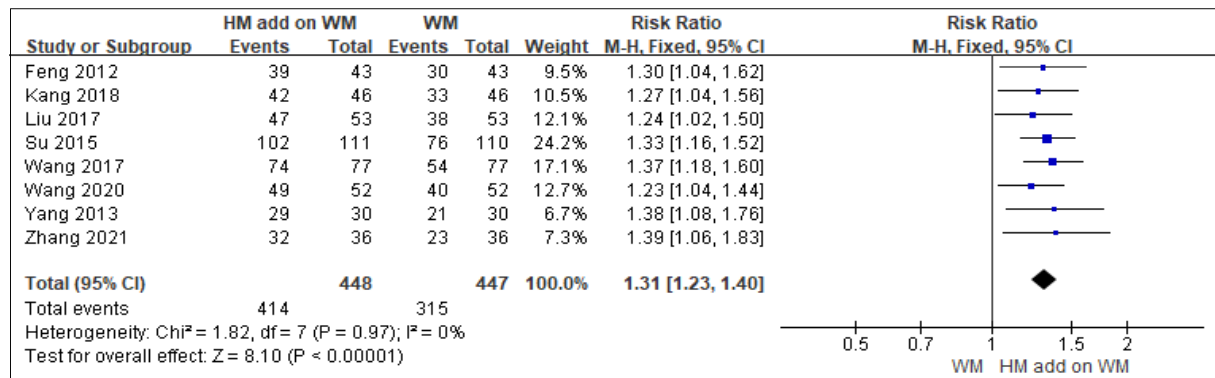 HM add on WM WM Risk Ratio Risk Ratio
Study or Subgroup Events Total Events Total Weight M-H, Fixed, 95% CI M-H, Fixed, 95% CI
Feng 2012 39 43 30 43 9.5% 1.30 [1.04, 1.62]
Kang 2018 42 46 33 46 10.5% 1.27 [1.04, 1.56]
Liu 2017 47 53 38 53 12.1% 1.24 [1.02, 1.50]
Su 2015 102 111 76 110 24.2% 1.33 [1.16, 1.52]
Wang 2017 74 77 54 77 17.1% 1.37 [1.18, 1.60]
Wang 2020 49 52 40 52 12.7% 1.23 [1.04, 1.44]
Yang 2013 29 30 21 30 6.7% 1.38 [1.08, 1.76]
Zhang 2021 32 36 23 36 7.3% 1.39 [1.06, 1.83]
Total (95% CI) 448 447 100.0% 1.31 [1.23, 1.40]
Total events 414 315
Heterogeneity: Chi² = 1.82, df = 7 (P = 0.97); I² = 0%
Test for overall effect: Z = 8.10 (P < 0.00001)
0.5 0.7 1 1.5 2
WM HM add on WM